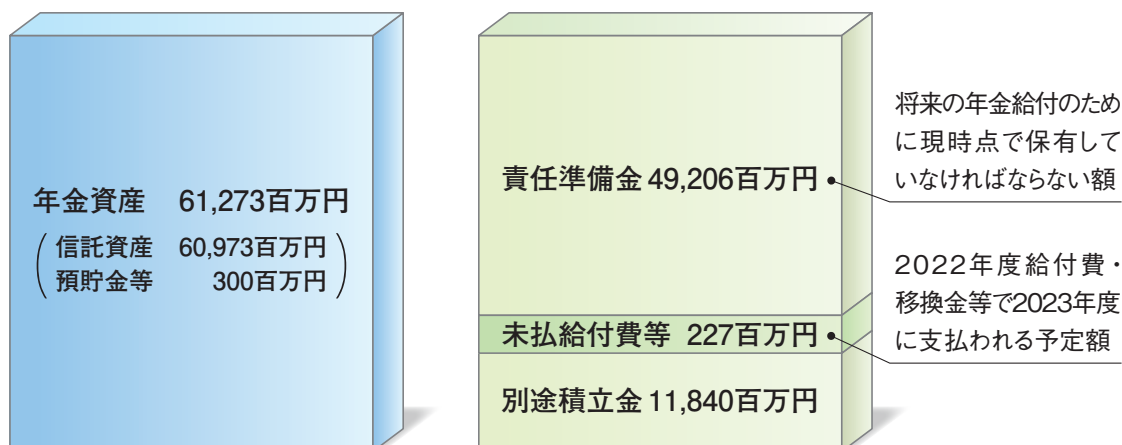 年金資産 61,273百万円
信託資産 60,973百万円
預貯金等 300百万円
責任準備金 49,206百万円
未払給付費等 227百万円
別途積立金 11,840百万円
将来の年金給付のため
に現時点で保有して
いなければならない額
2022年度給付費・
移換金等で2023年度
に支払われる予定額